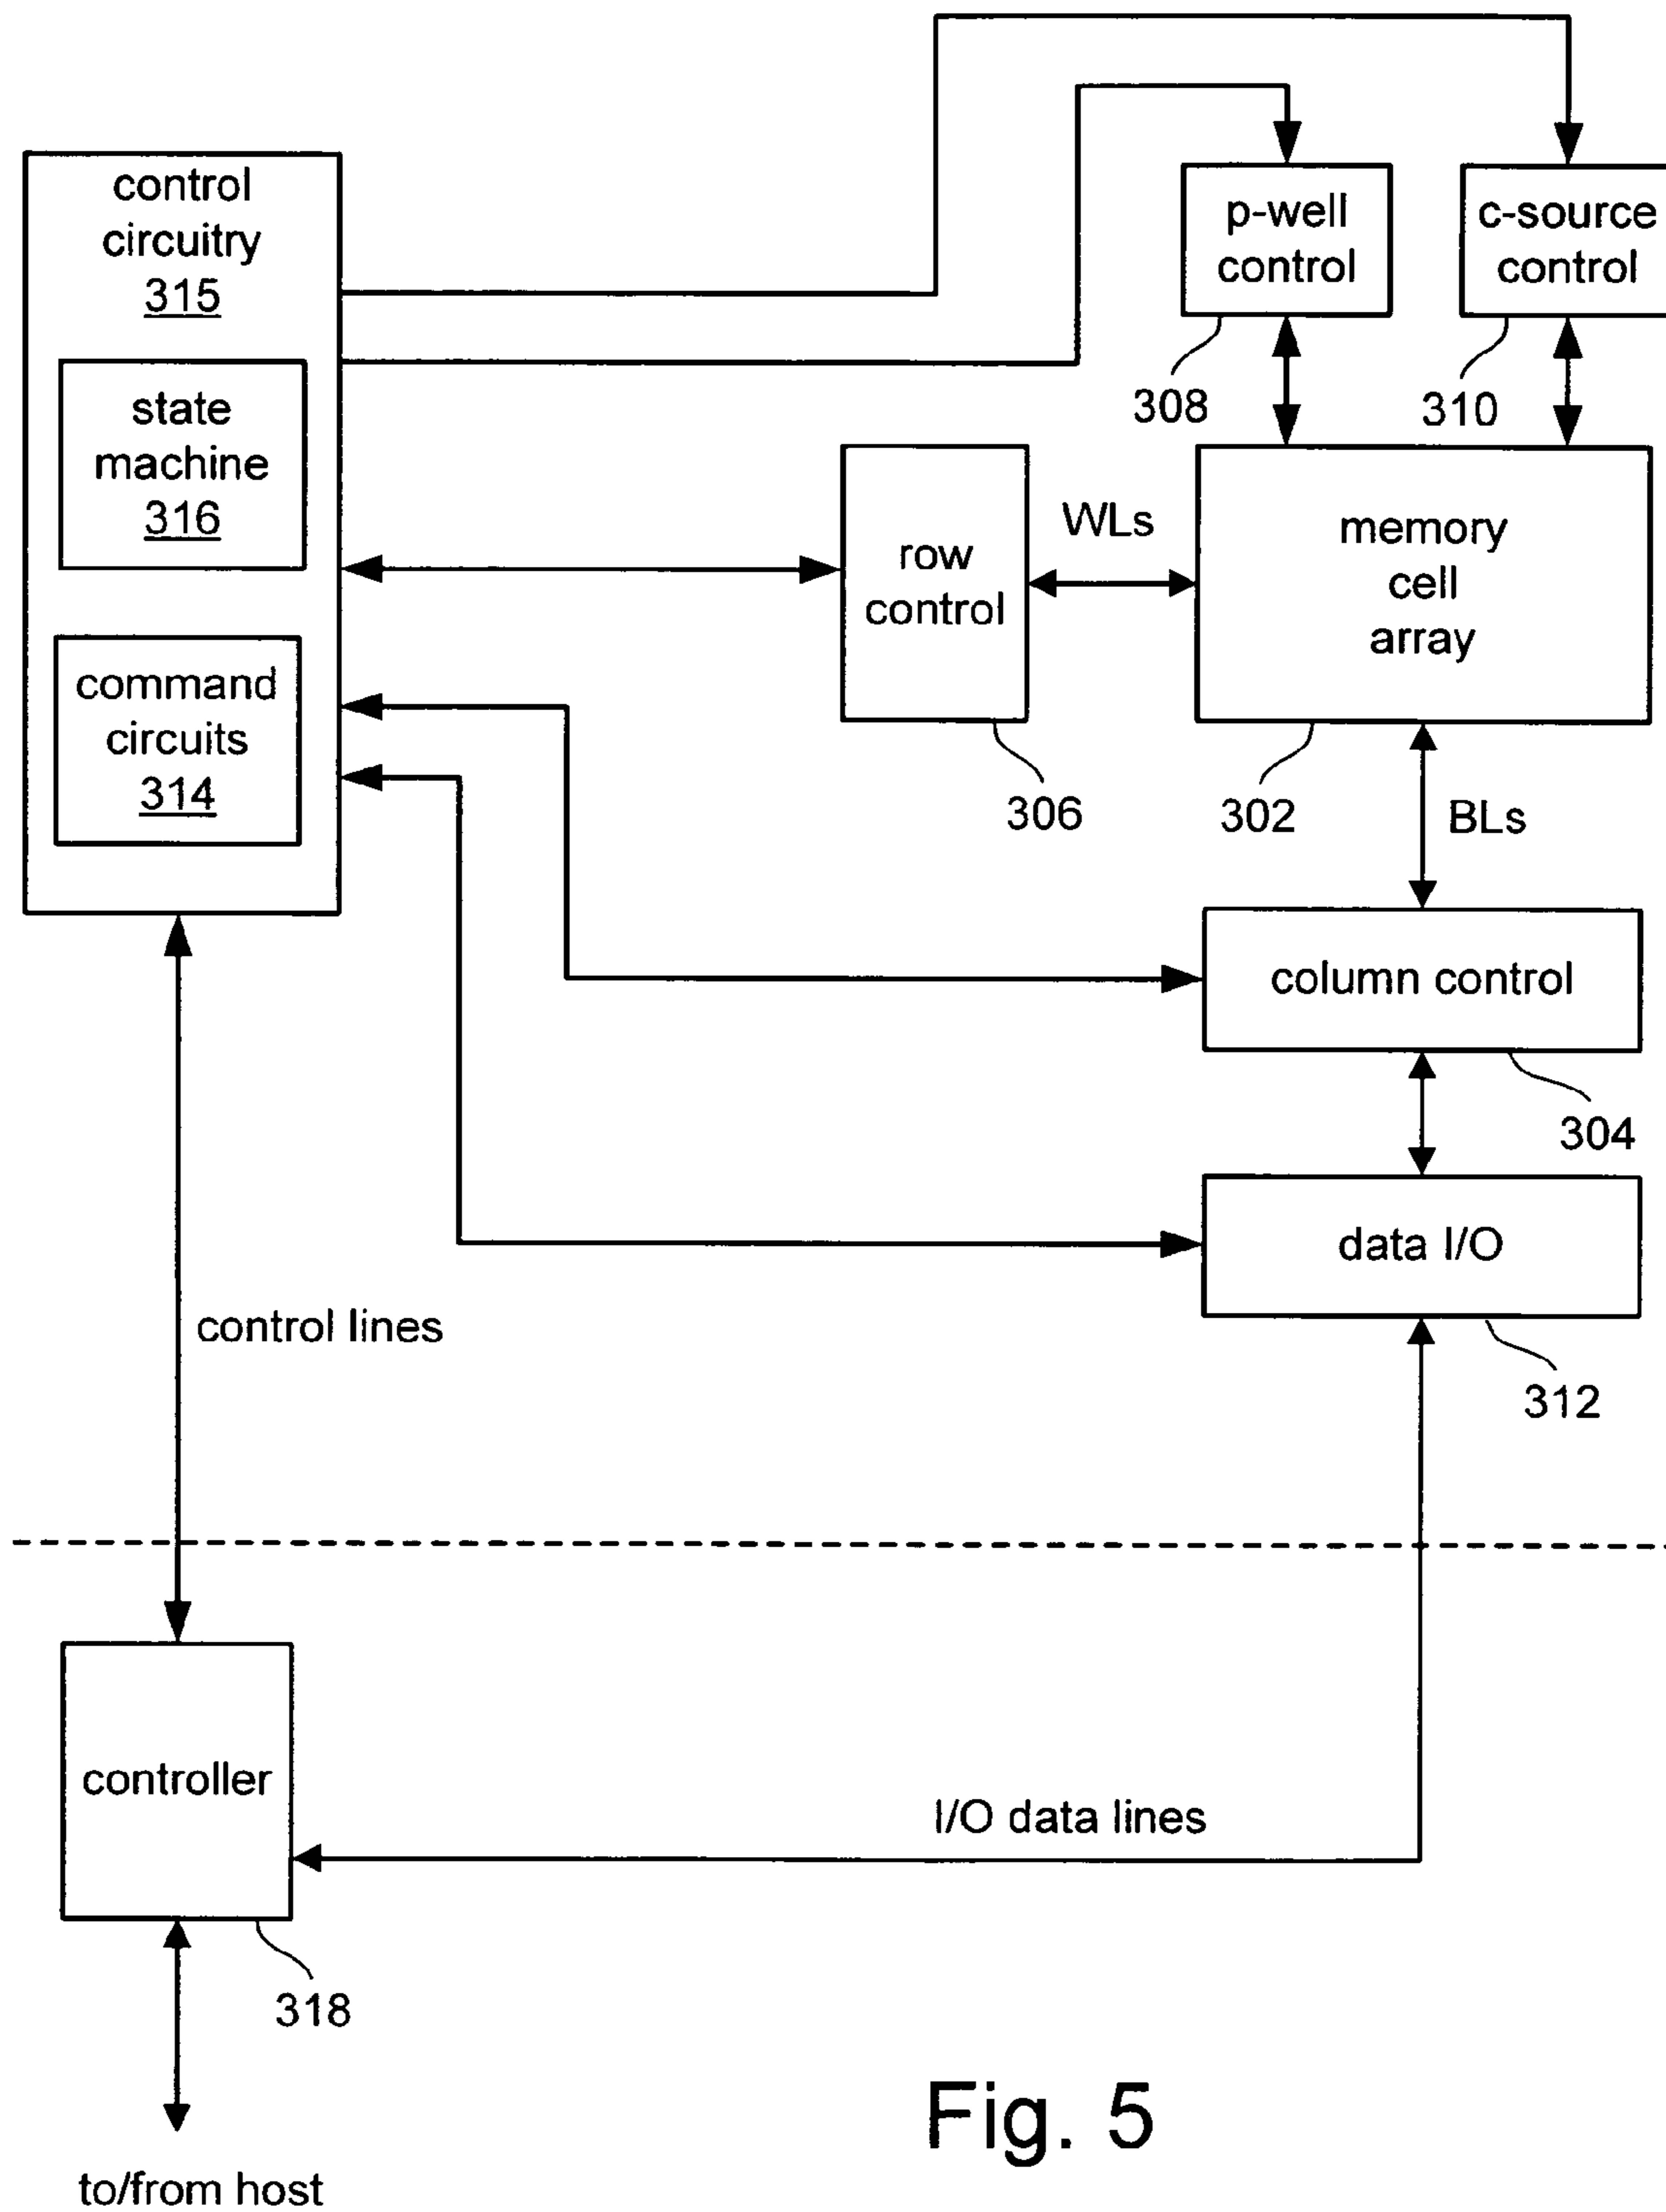 control
circuitry
315
state
machine
316
command
circuits
314
p-well
control
308
c-source
control
310
row
control
306
WLs
memory
cell
array
302
BLs
column control
304
data I/O
312
control lines
controller
318
I/O data lines
to/from host
Fig. 5